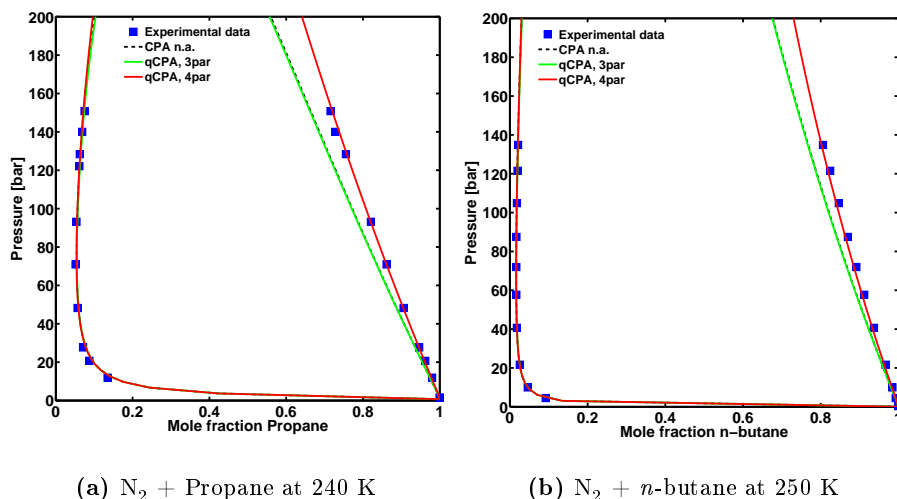 200
180
160
140
120
100
80
60
40
20
0
Pressure [bar]
Experimental data
CPA n.a.
qCPA, 3par
qCPA, 4par
0
0.2
0.4
0.6
0.8
1
Mole fraction Propane
(a) N₂ + Propane at 240 K
200
180
160
140
120
100
80
60
40
20
0
Pressure [bar]
Experimental data
CPA n.a.
qCPA, 3par
qCPA, 4par
0
0.2
0.4
0.6
0.8
Mole fraction n−butane
(b) N₂ + n-butane at 250 K